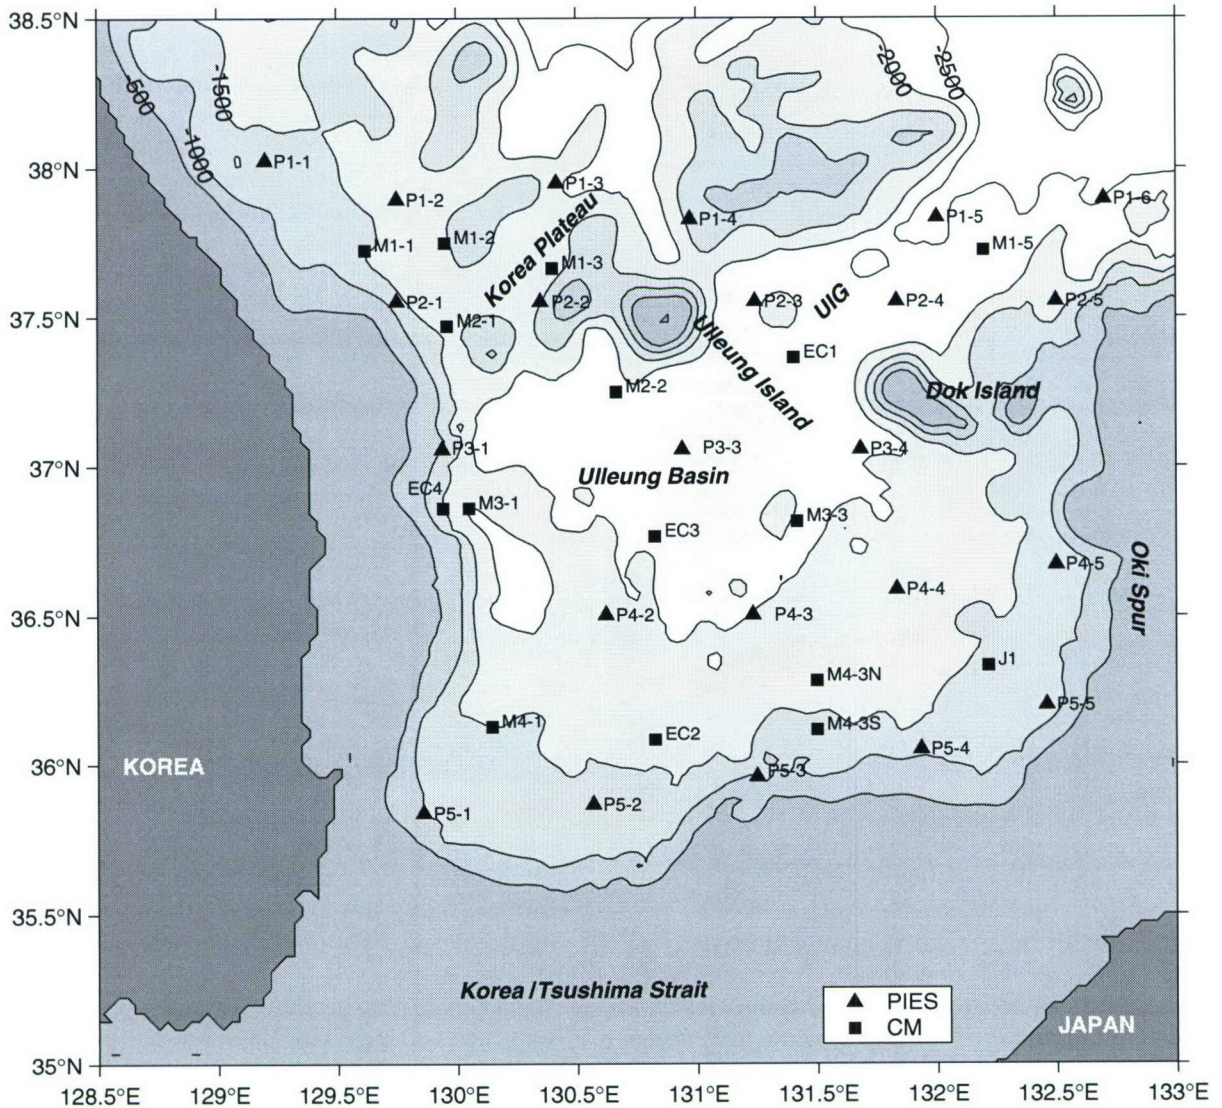 38.5°N
-500
-1500
-1000
-2000
-2500
38°N
P1-1
P1-2
P1-3
P1-4
P1-5
P1-6
M1-1
M1-2
M1-3
M1-5
Korea Plateau
37.5°N
P2-1
P2-2
P2-3
P2-4
P2-5
UIG
M2-1
Ulleung Island
EC1
M2-2
Dok Island
37°N
P3-1
P3-3
P3-4
Ulleung Basin
EC4
M3-1
M3-3
EC3
Oki Spur
36.5°N
P4-2
P4-3
P4-4
P4-5
J1
M4-3N
M4-1
EC2
M4-3S
P5-5
P5-4
36°N
KOREA
P5-3
P5-2
P5-1
35.5°N
Korea/Tsushima Strait
PIES
CM
JAPAN
35°N
128.5°E 129°E 129.5°E 130°E 130.5°E 131°E 131.5°E 132°E 132.5°E 133°E